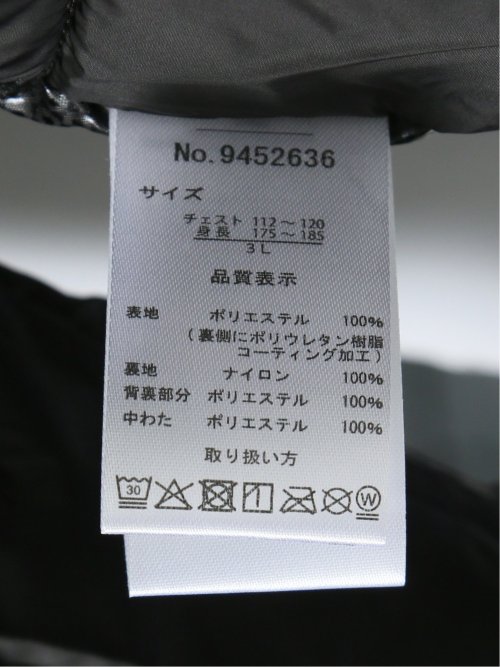 No. 9452636
サイズ
チェスト 112～120
身長 175～185
3L
品質表示
表地 ポリエステル 100%
(裏側にポリウレタン樹脂
コーティング加工)
裏地 ナイロン 100%
背裏部分 ポリエステル 100%
中わた ポリエステル 100%
取り扱い方
30 W